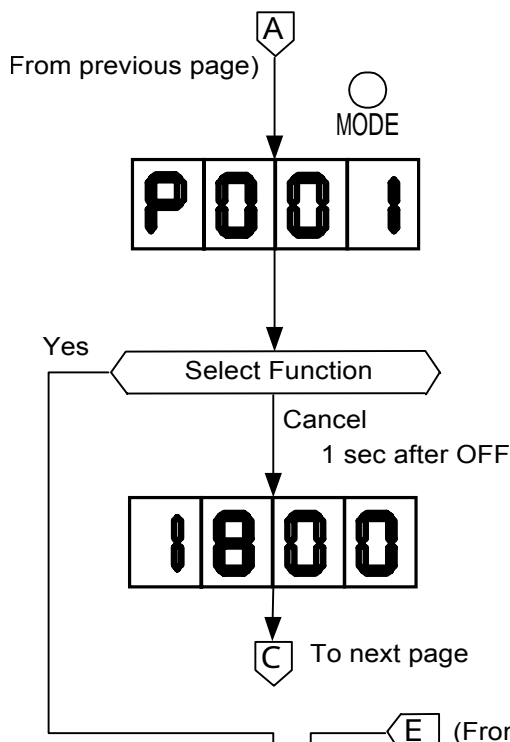 A
From previous page)
MODE
P001
Yes
Select Function
Cancel
1 sec after OFF
1800
C To next page
E (Fron